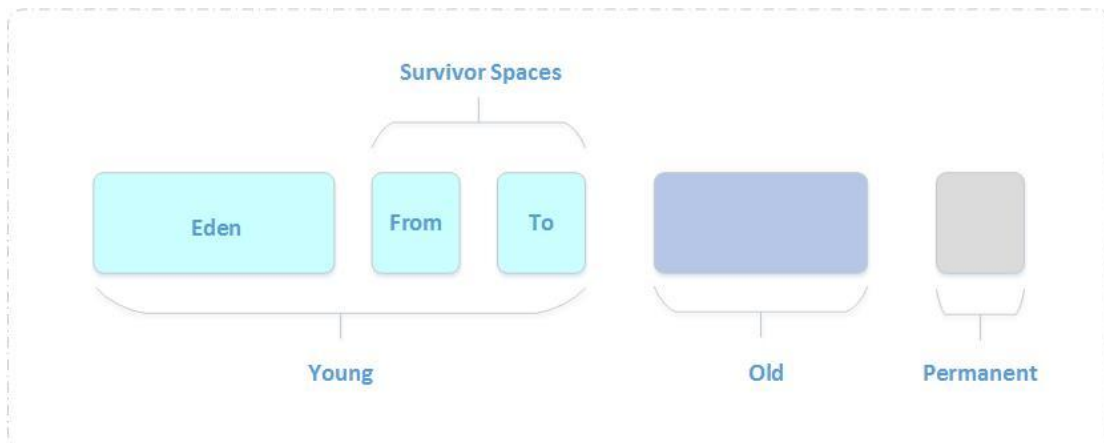 Survivor Spaces
Eden
From
To
Young
Old
Permanent